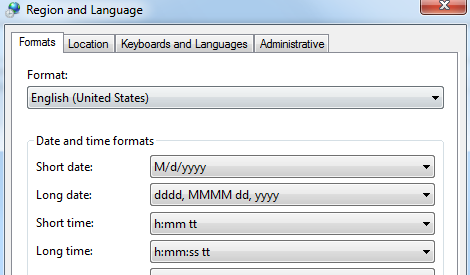 Region and Language
Formats Location Keyboards and Languages Administrative
Format:
English (United States)
Date and time formats
Short date: M/d/yyyy
Long date: dddd, MMMM dd, yyyy
Short time: h:mm tt
Long time: h:mm:ss tt